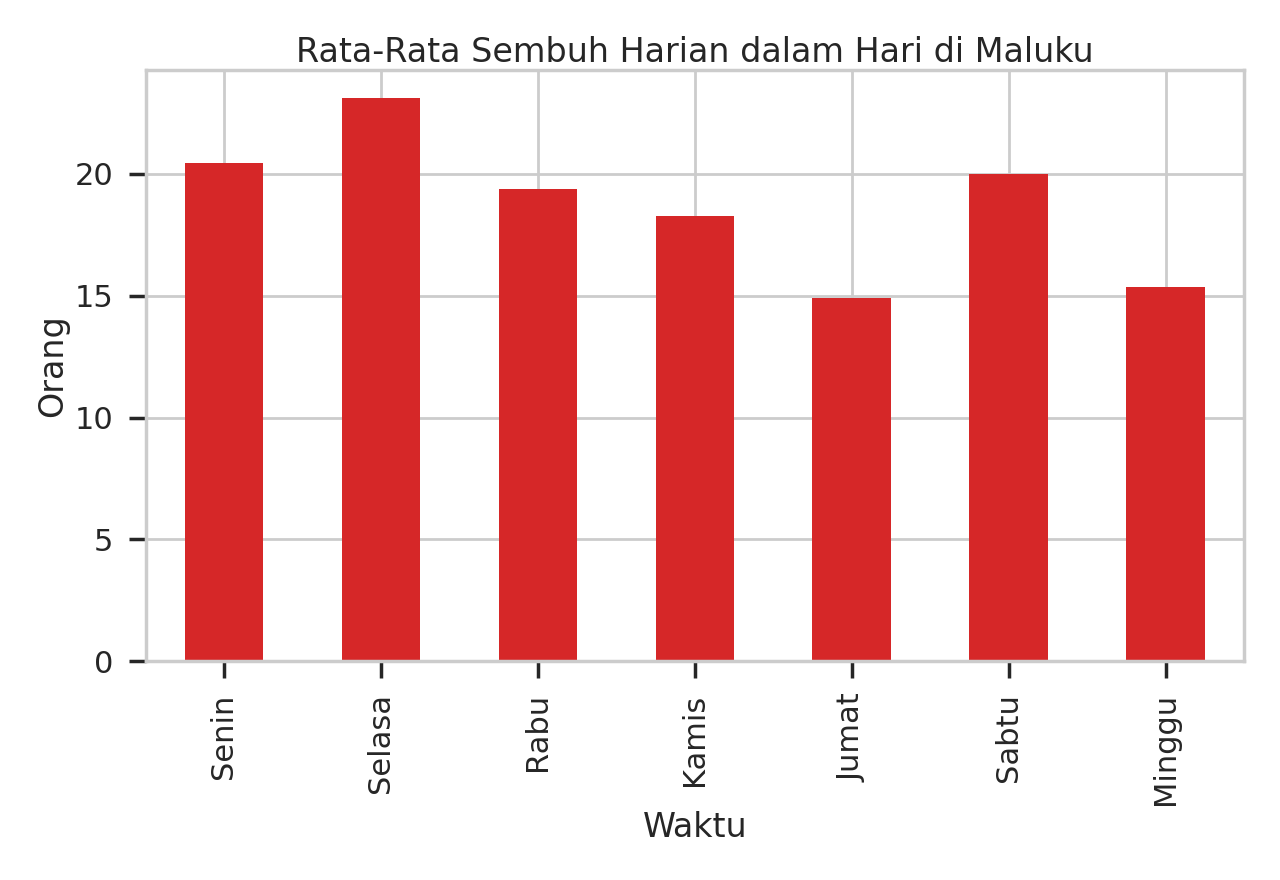 Rata-Rata Sembuh Harian dalam Hari di Maluku
Orang
20
15
10
5
0
Senin
Selasa
Rabu
Kamis
Jumat
Sabtu
Minggu
Waktu